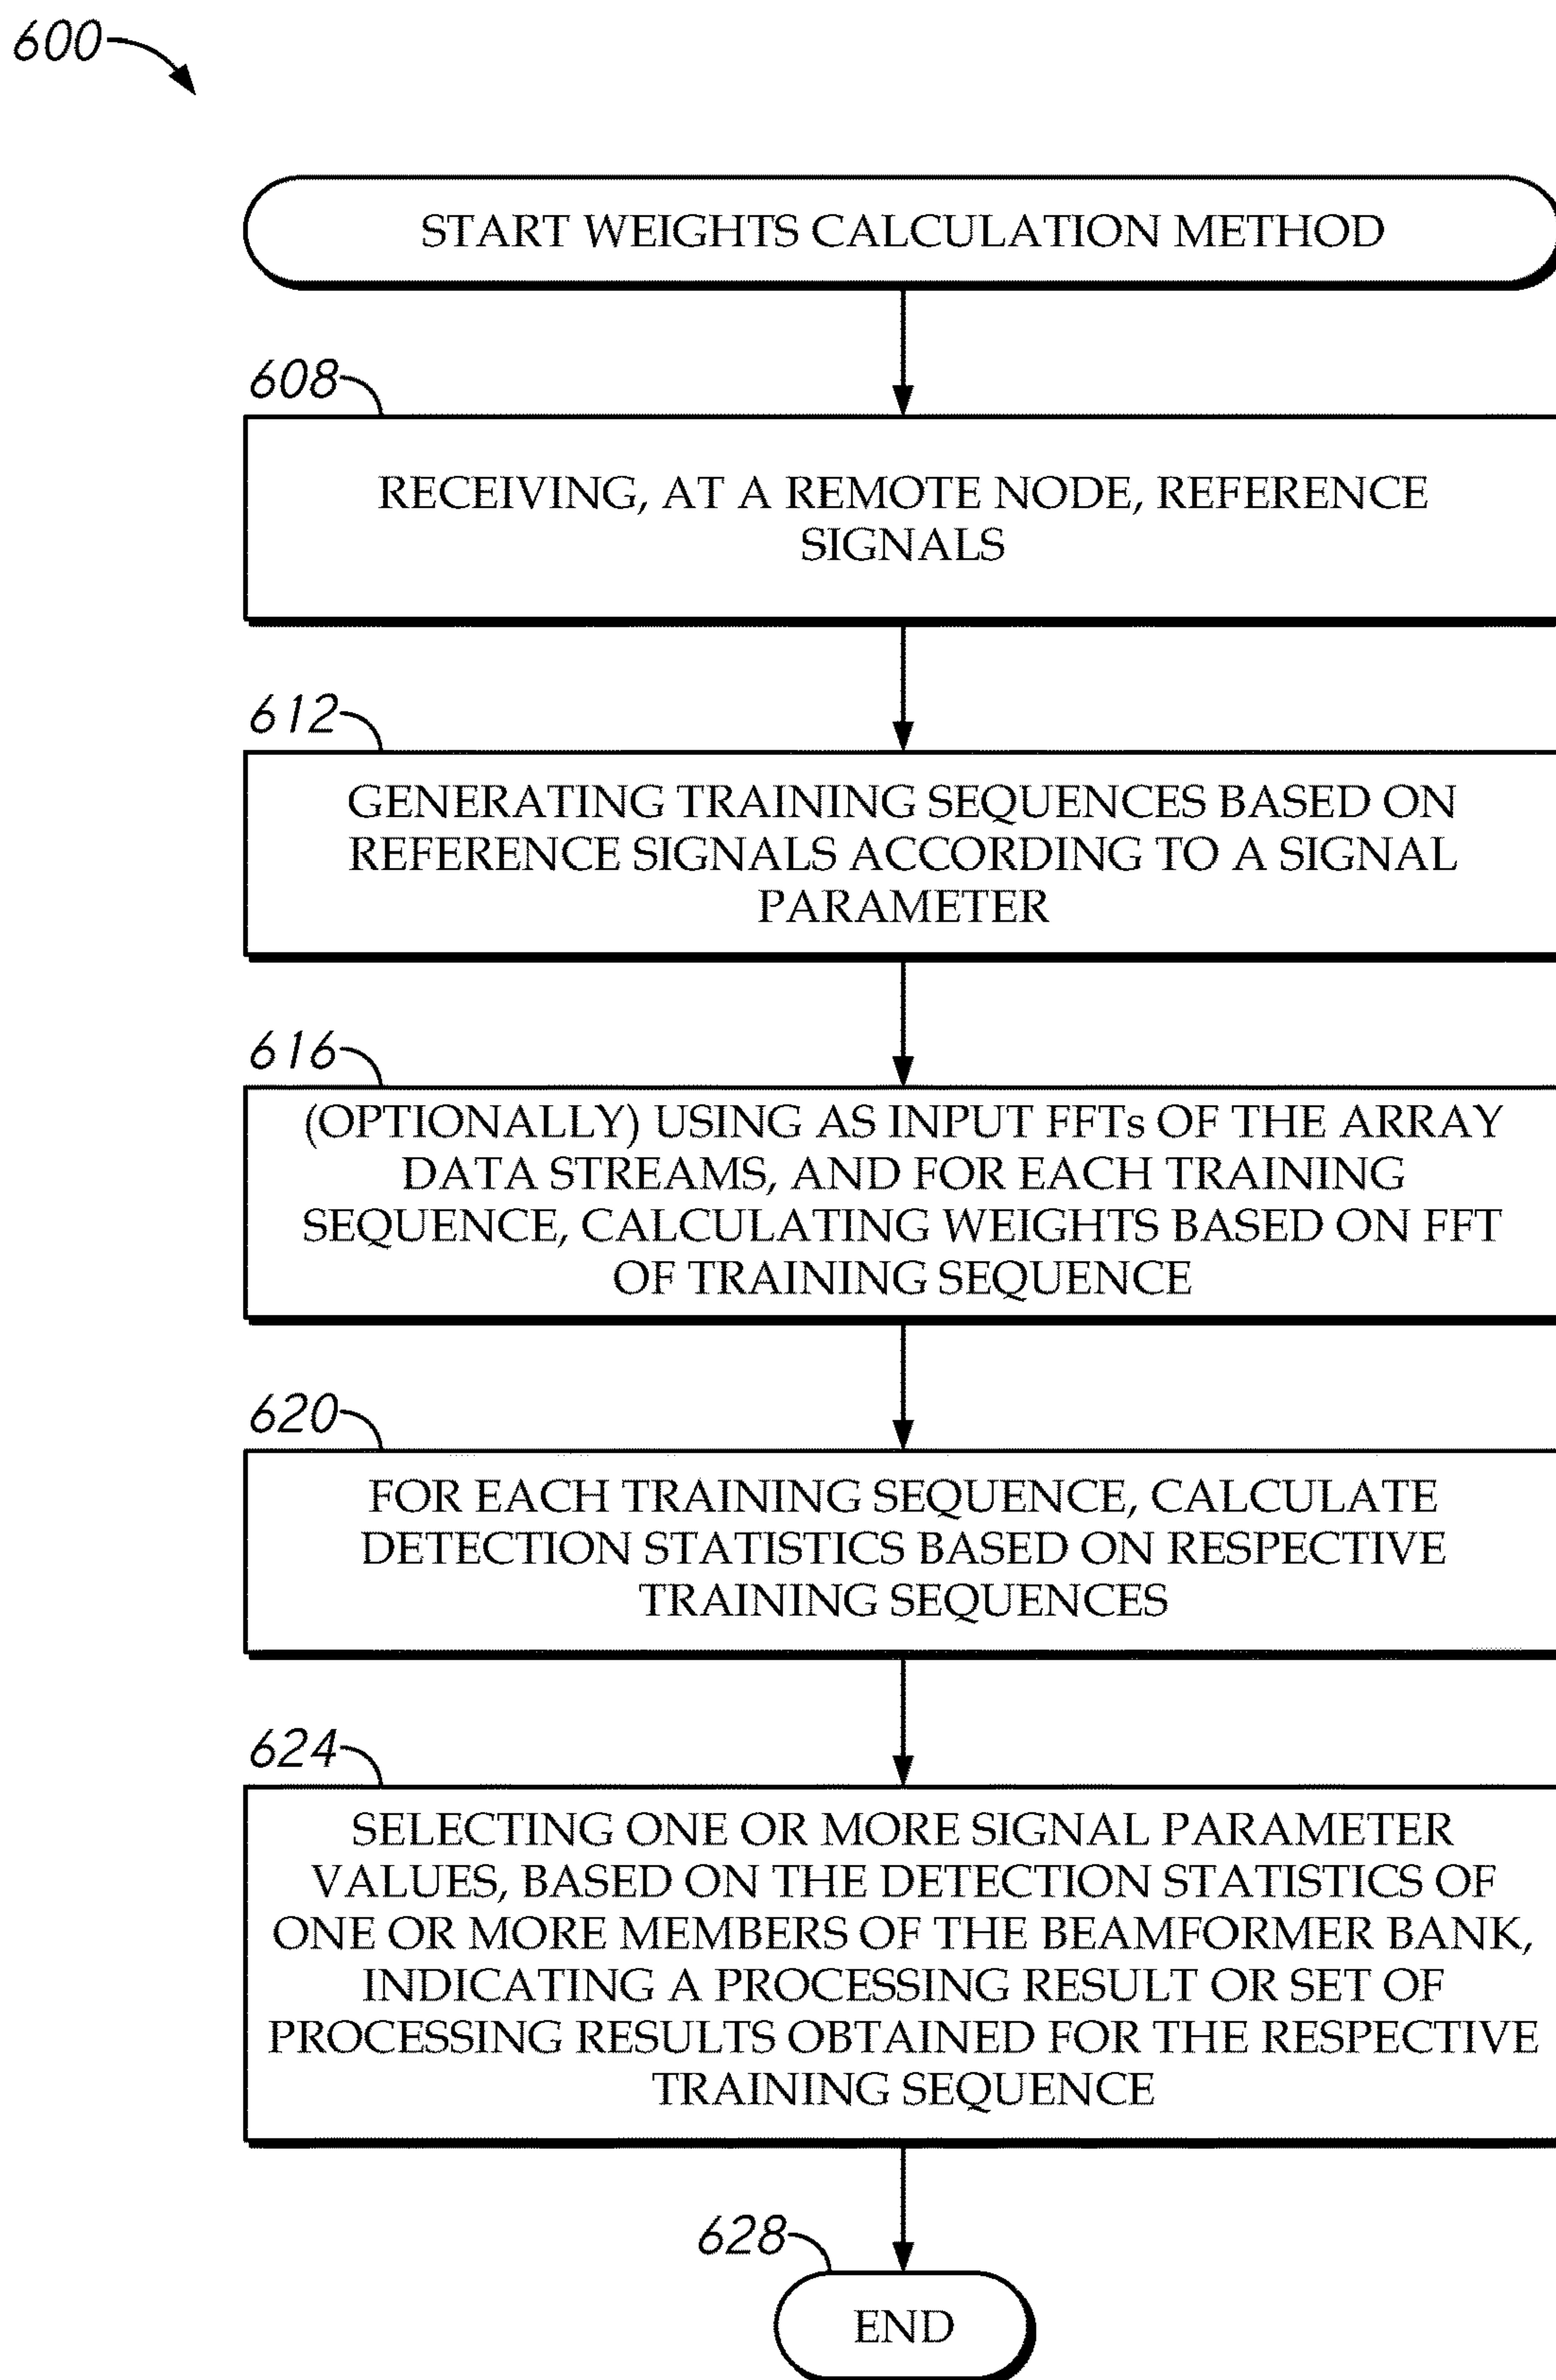 600
START WEIGHTS CALCULATION METHOD
608
RECEIVING, AT A REMOTE NODE, REFERENCE
SIGNALS
612
GENERATING TRAINING SEQUENCES BASED ON
REFERENCE SIGNALS ACCORDING TO A SIGNAL
PARAMETER
616
(OPTIONALLY) USING AS INPUT FFTs OF THE ARRAY
DATA STREAMS, AND FOR EACH TRAINING
SEQUENCE, CALCULATING WEIGHTS BASED ON FFT
OF TRAINING SEQUENCE
620
FOR EACH TRAINING SEQUENCE, CALCULATE
DETECTION STATISTICS BASED ON RESPECTIVE
TRAINING SEQUENCES
624
SELECTING ONE OR MORE SIGNAL PARAMETER
VALUES, BASED ON THE DETECTION STATISTICS OF
ONE OR MORE MEMBERS OF THE BEAMFORMER BANK,
INDICATING A PROCESSING RESULT OR SET OF
PROCESSING RESULTS OBTAINED FOR THE RESPECTIVE
TRAINING SEQUENCE
628
END